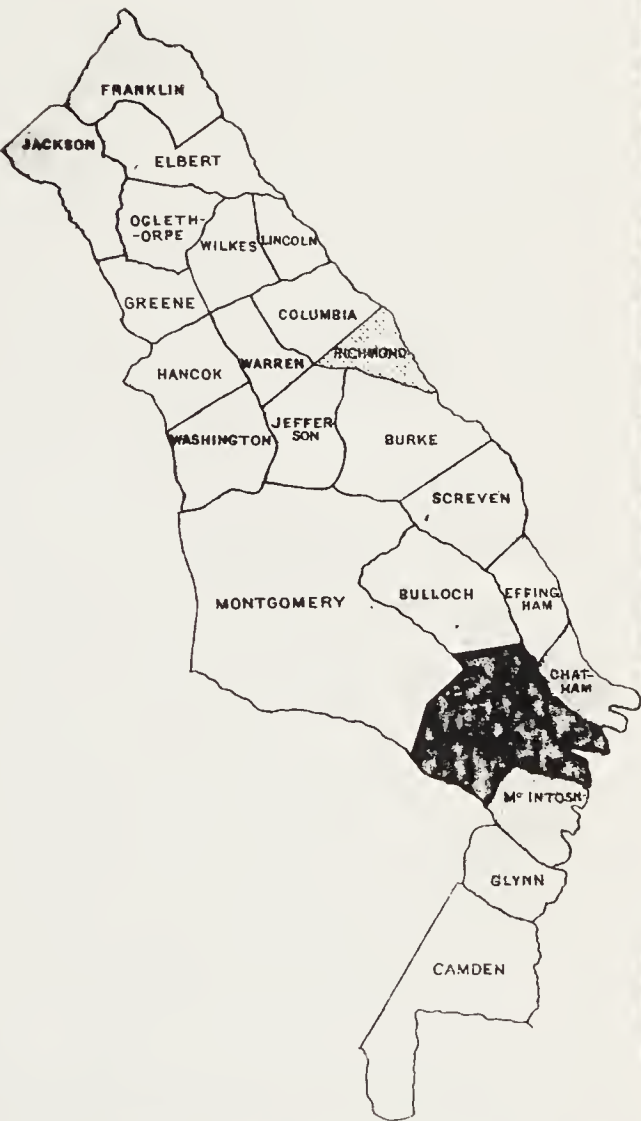 FRANKLIN
JACKSON
ELBERT
OGLETH-
-ORPE
WILKES
LINCOLN
GREENE
COLUMBIA
RICHMOND
HANCOK
WARREN
WASHINGTON
JEFFER
SON
BURKE
SCREVEN
MONTGOMERY
BULLOCH
EFFING
HAM
CHAT-
HAM
Mc INTOSH
GLYNN
CAMDEN